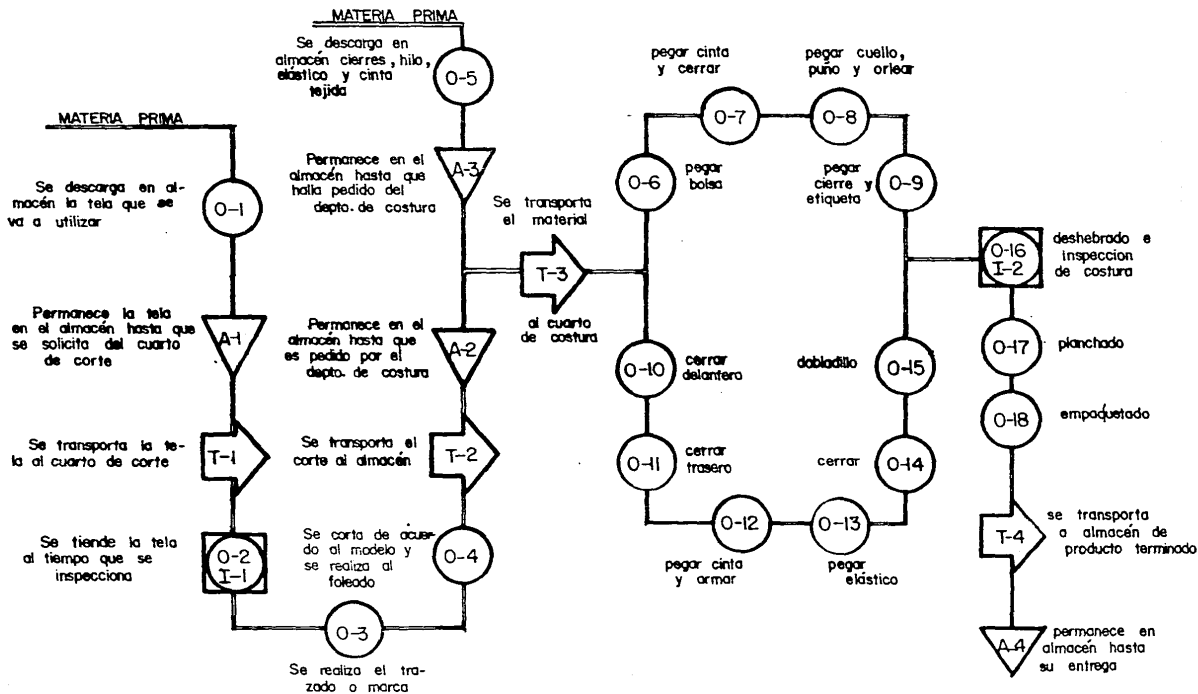 MATERIA PRIMA
Se descarga en al-
macén la tela que se
va a utilizar
O-1
Permanece la tela
en el almacén hasta que
se solicita del cuarto
de corte
A-1
Se transporta la te-
la al cuarto de corte
T-1
Se tiende la tela
al tiempo que se
inspecciona
O-2
I-1
O-3
Se realiza el tra-
zado o marca
Se corta de acuer-
do al modelo y
se realiza al
foleado
O-4
Se transporta el
corte al almacén
T-2
Permanece en el
almacén hasta que
es pedido por el
depto. de costura
A-2
MATERIA PRIMA
Se descarga en
almacén cierres, hilo,
elástico y cinta
tejida
O-5
Permanece en el
almacén hasta que
halla pedido del
depto. de costura
A-3
Se transporta
el material
T-3
al cuarto
de costura
O-6
pegar
bolsa
pegar cinta
y cerrar
O-7
pegar cuello,
puño y orlear
O-8
pegar
cierre y
etiqueta
O-9
O-10
cerrar
delantera
O-11
cerrar
trasero
O-12
pegar cinta
y armar
O-13
pegar
elástico
cerrar
O-14
dabladillo
O-15
O-16
I-2
deshebrado e
inspeccion
de costura
O-17
planchado
O-18
empaquetado
T-4
se transporta
a almacén de
producto terminado
A-4
permanece en
almacén hasta
su entrega